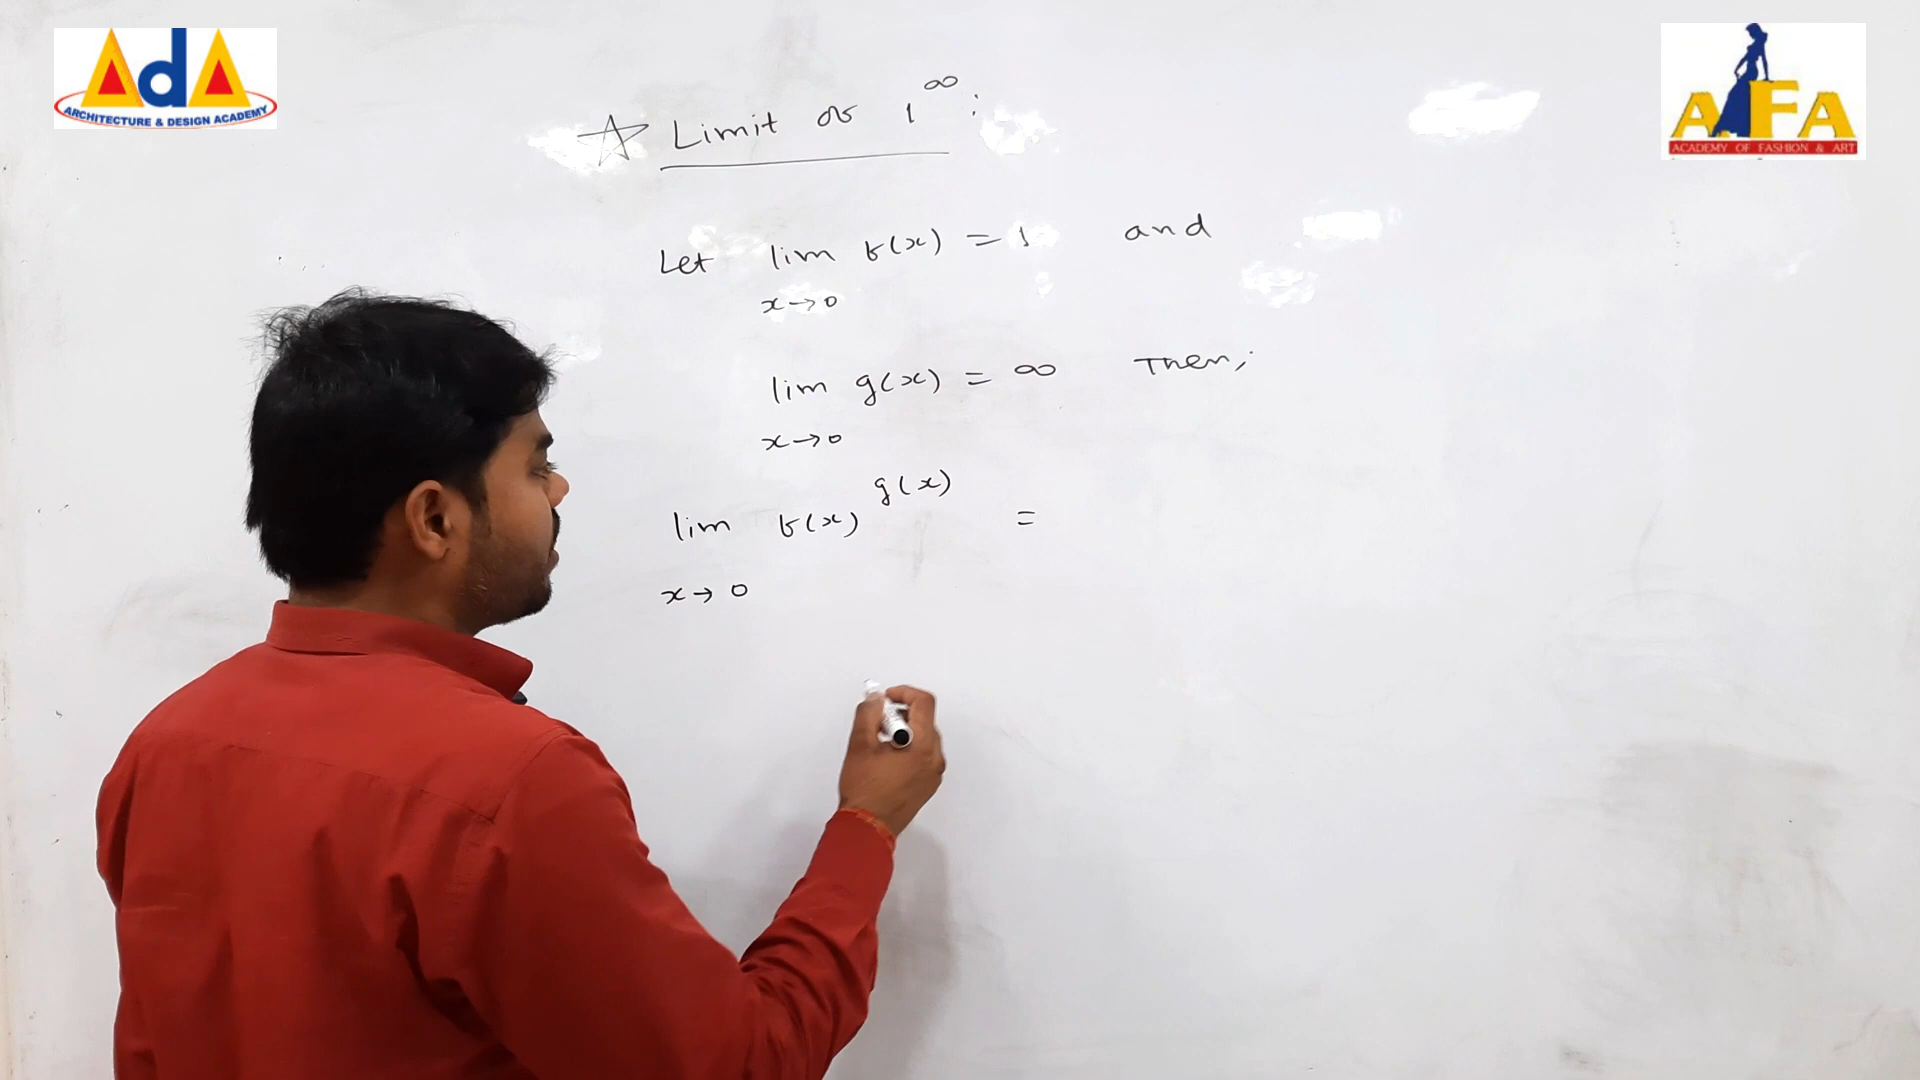 AdA
ARCHITECTURE & DESIGN ACADEMY
AFA
ACADEMY OF FASHION & ART
☆ Limit of 1^∞ :
Let lim f(x) = 1 and
x→0
lim g(x) = ∞ Then,
x→0
lim f(x)^g(x) =
x→0